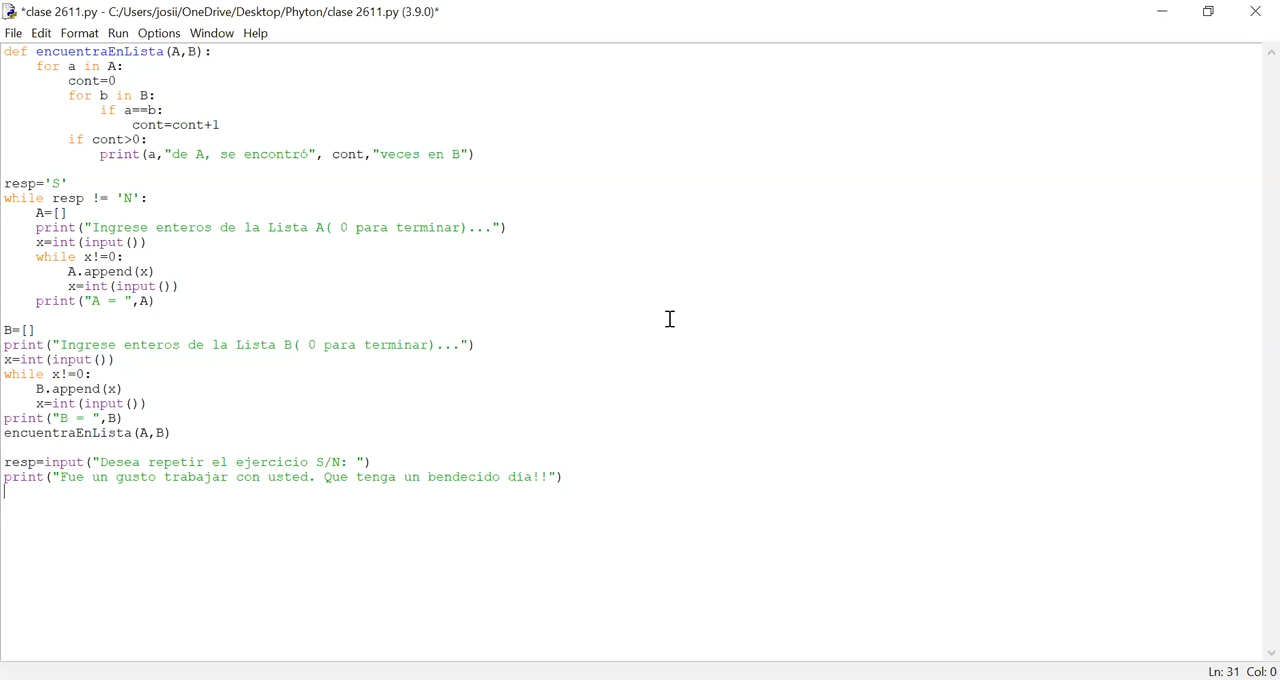 *clase 2611.py - C:/Users/josii/OneDrive/Desktop/Phyton/clase 2611.py (3.9.0)*
File Edit Format Run Options Window Help
def encuentraEnLista(A,B):
    for a in A:
        cont=0
        for b in B:
            if a==b:
                cont=cont+1
        if cont>0:
            print(a,"de A, se encontró", cont,"veces en B")
resp='S'
while resp != 'N':
    A=[]
    print("Ingrese enteros de la Lista A( 0 para terminar)...")
    x=int(input())
    while x!=0:
        A.append(x)
        x=int(input())
    print("A = ",A)
B=[]
print("Ingrese enteros de la Lista B( 0 para terminar)...")
x=int(input())
while x!=0:
    B.append(x)
    x=int(input())
print("B = ",B)
encuentraEnLista(A,B)
resp=input("Desea repetir el ejercicio S/N: ")
print("Fue un gusto trabajar con usted. Que tenga un bendecido día!!")
Ln: 31 Col: 0